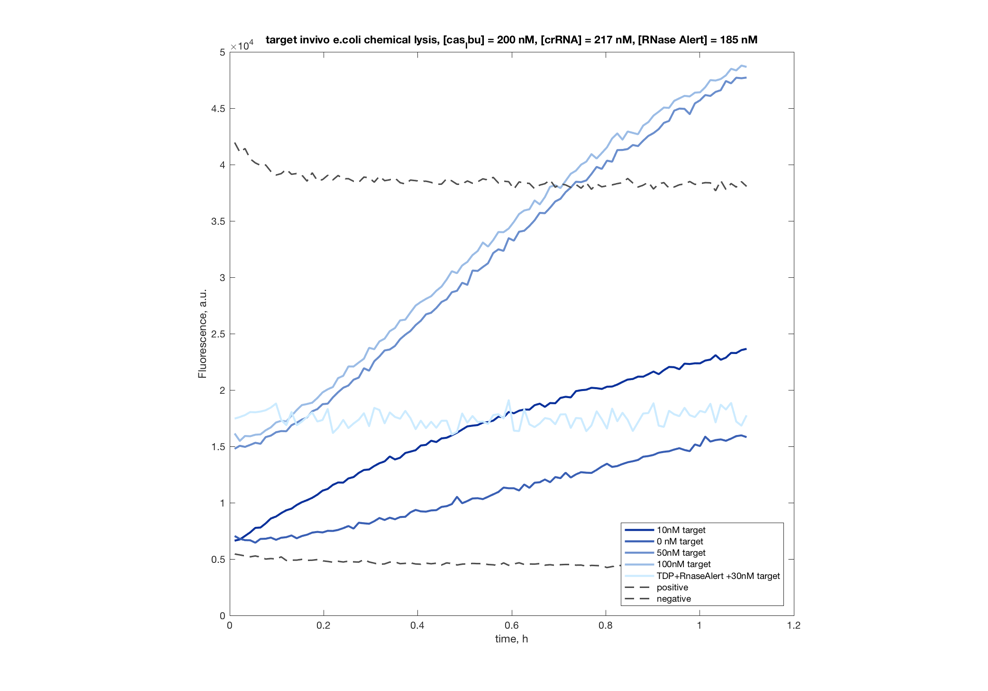 target invivo e.coli chemical lysis, [cas_lbu] = 200 nM, [crRNA] = 217 nM, [RNase Alert] = 185 nM
×10^4
5
4.5
4
3.5
3
2.5
2
1.5
1
0.5
0
Fluorescence, a.u.
10nM target
0 nM target
50nM target
100nM target
TDP+RnaseAlert +30nM target
positive
negative
0 0.2 0.4 0.6 0.8 1 1.2
time, h